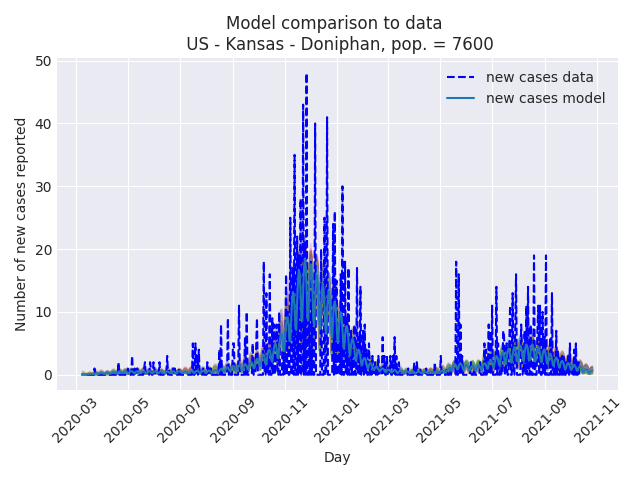 Model comparison to data
US - Kansas - Doniphan, pop. = 7600
Number of new cases reported
50
40
30
20
10
0
new cases data
new cases model
2020-03
2020-05
2020-07
2020-09
2020-11
2021-01
2021-03
2021-05
2021-07
2021-09
2021-11
Day